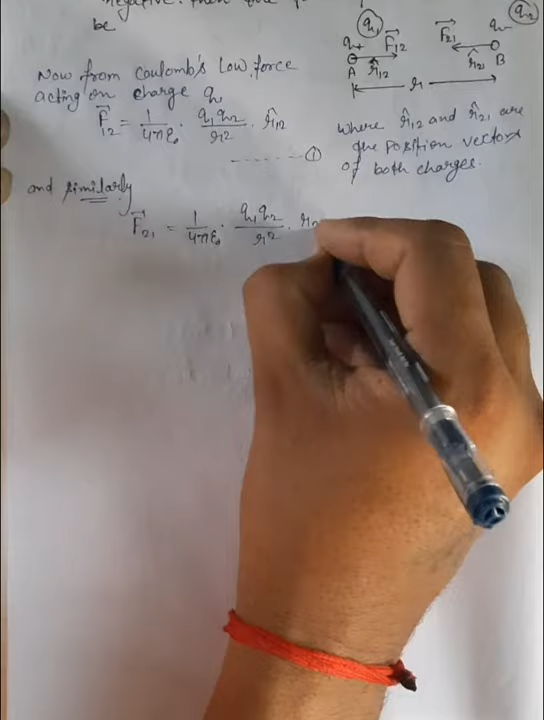 be
Now from Coulomb's Low, force
acting on charge q
F⃗₁₂ = 1/4πε₀ · q₁q₂/r² · r̂₁₂
------- ①
and similarly
F⃗₂₁ = 1/4πε₀ · q₁q₂/r² · r₂
q₁
q₂
q+ F⃗₁₂ F⃗₂₁ q-
A r̂₁₂ r̂₂₁ B
r
where r̂₁₂ and r̂₂₁ are
the position vectors
of both charges.